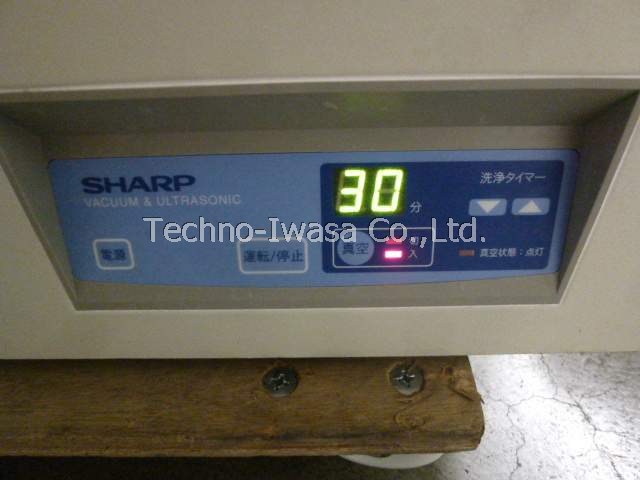 SHARP
VACUUM & ULTRASONIC
30
分
洗浄タイマー
Techno-Iwasa Co., Ltd.
電源
運転/停止
真空
切
入
真空状態:点灯